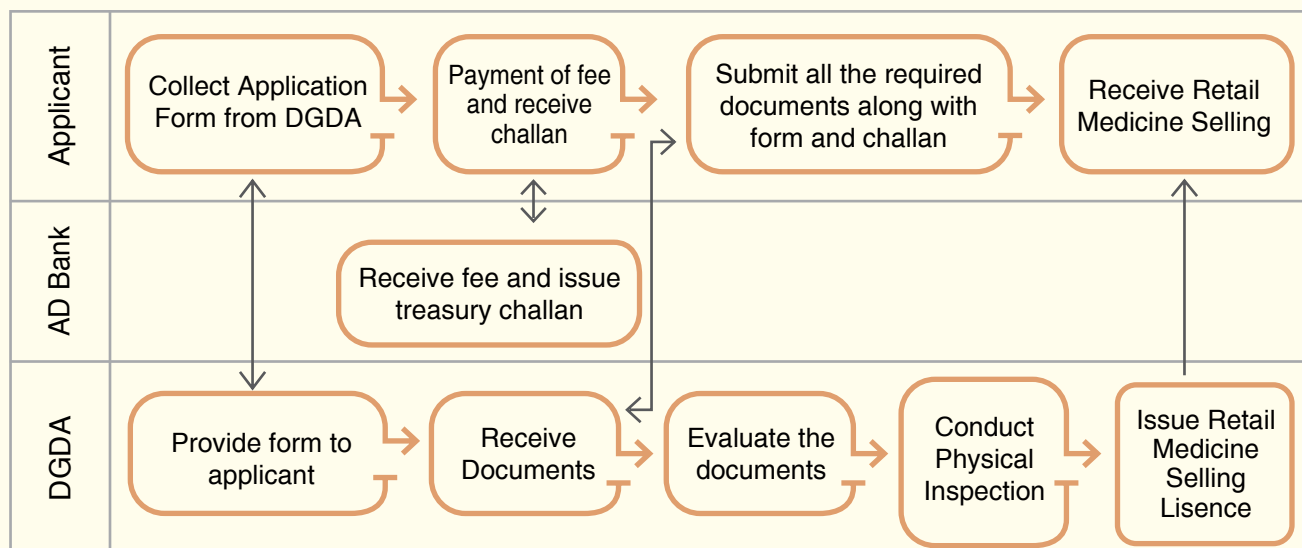 Applicant
Collect Application
Form from DGDA
Payment of fee
and receive
challan
Submit all the required
documents along with
form and challan
Receive Retail
Medicine Selling
AD Bank
Receive fee and issue
treasury challan
DGDA
Provide form to
applicant
Receive
Documents
Evaluate the
documents
Conduct
Physical
Inspection
Issue Retail
Medicine
Selling
Lisence